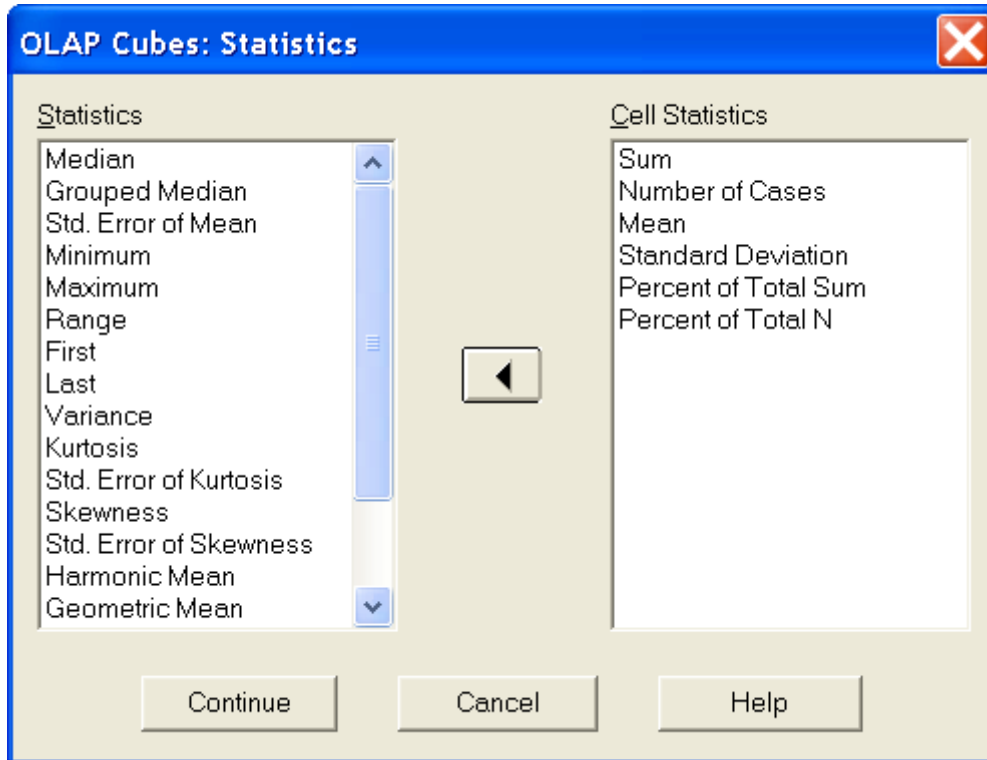 OLAP Cubes: Statistics
Statistics
Median
Grouped Median
Std. Error of Mean
Minimum
Maximum
Range
First
Last
Variance
Kurtosis
Std. Error of Kurtosis
Skewness
Std. Error of Skewness
Harmonic Mean
Geometric Mean
Cell Statistics
Sum
Number of Cases
Mean
Standard Deviation
Percent of Total Sum
Percent of Total N
Continue
Cancel
Help